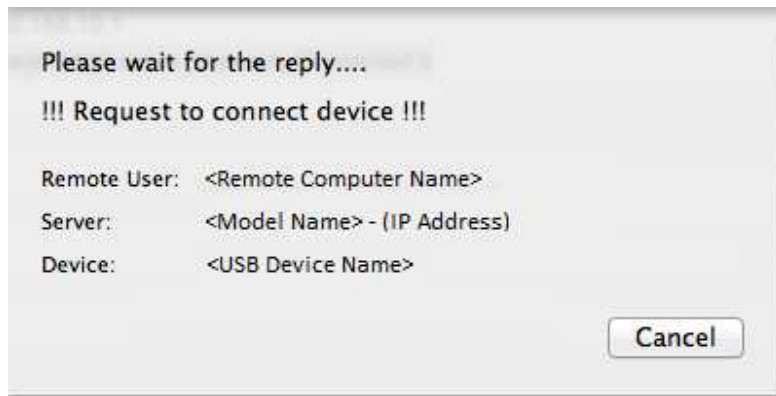 Please wait for the reply....
!!! Request to connect device !!!
Remote User: <Remote Computer Name>
Server: <Model Name> - (IP Address)
Device: <USB Device Name>
Cancel